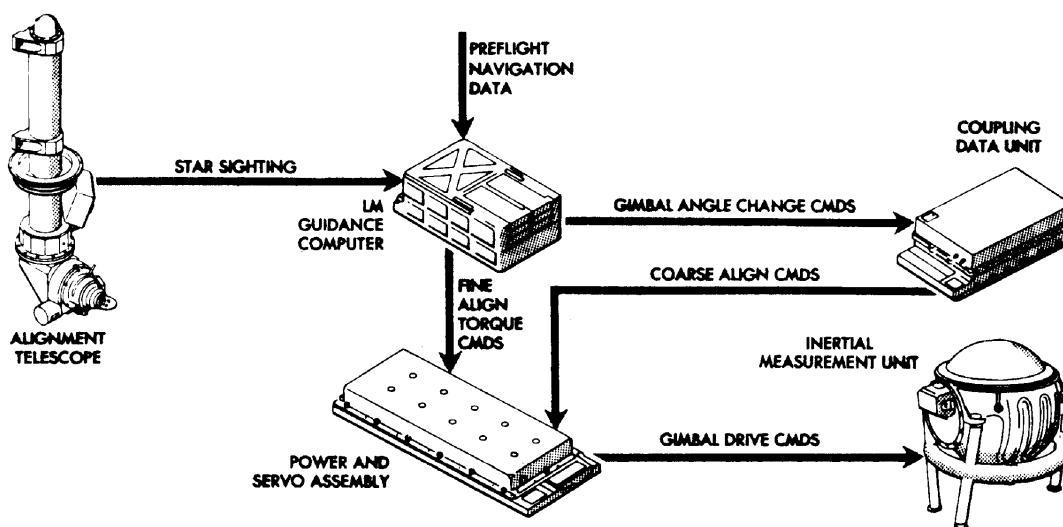 PREFLIGHT
NAVIGATION
DATA
COUPLING
DATA UNIT
STAR SIGHTING
LM
GUIDANCE
COMPUTER
GIMBAL ANGLE CHANGE CMDS
COARSE ALIGN CMDS
FINE
ALIGN
TORQUE
CMDS
ALIGNMENT
TELESCOPE
INERTIAL
MEASUREMENT UNIT
GIMBAL DRIVE CMDS
POWER AND
SERVO ASSEMBLY